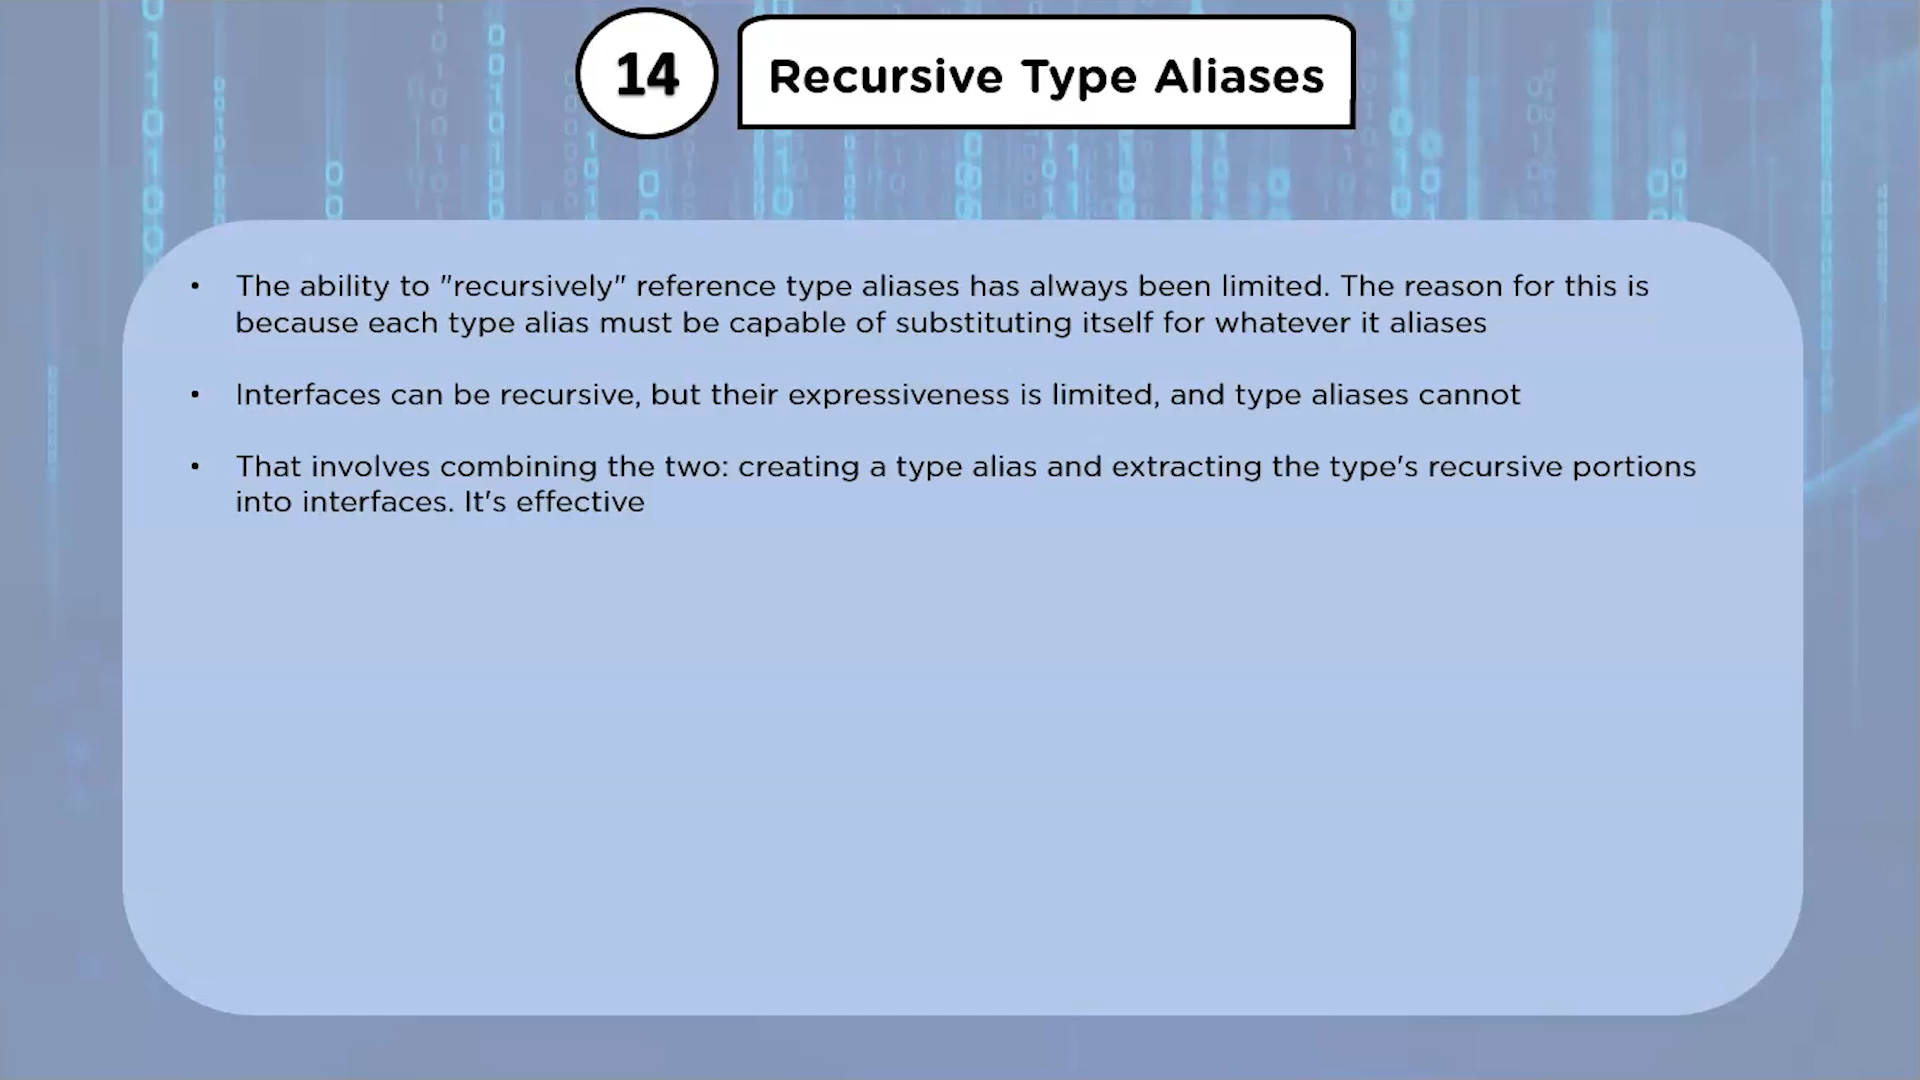 14
Recursive Type Aliases
• The ability to "recursively" reference type aliases has always been limited. The reason for this is
because each type alias must be capable of substituting itself for whatever it aliases
• Interfaces can be recursive, but their expressiveness is limited, and type aliases cannot
• That involves combining the two: creating a type alias and extracting the type's recursive portions
into interfaces. It's effective